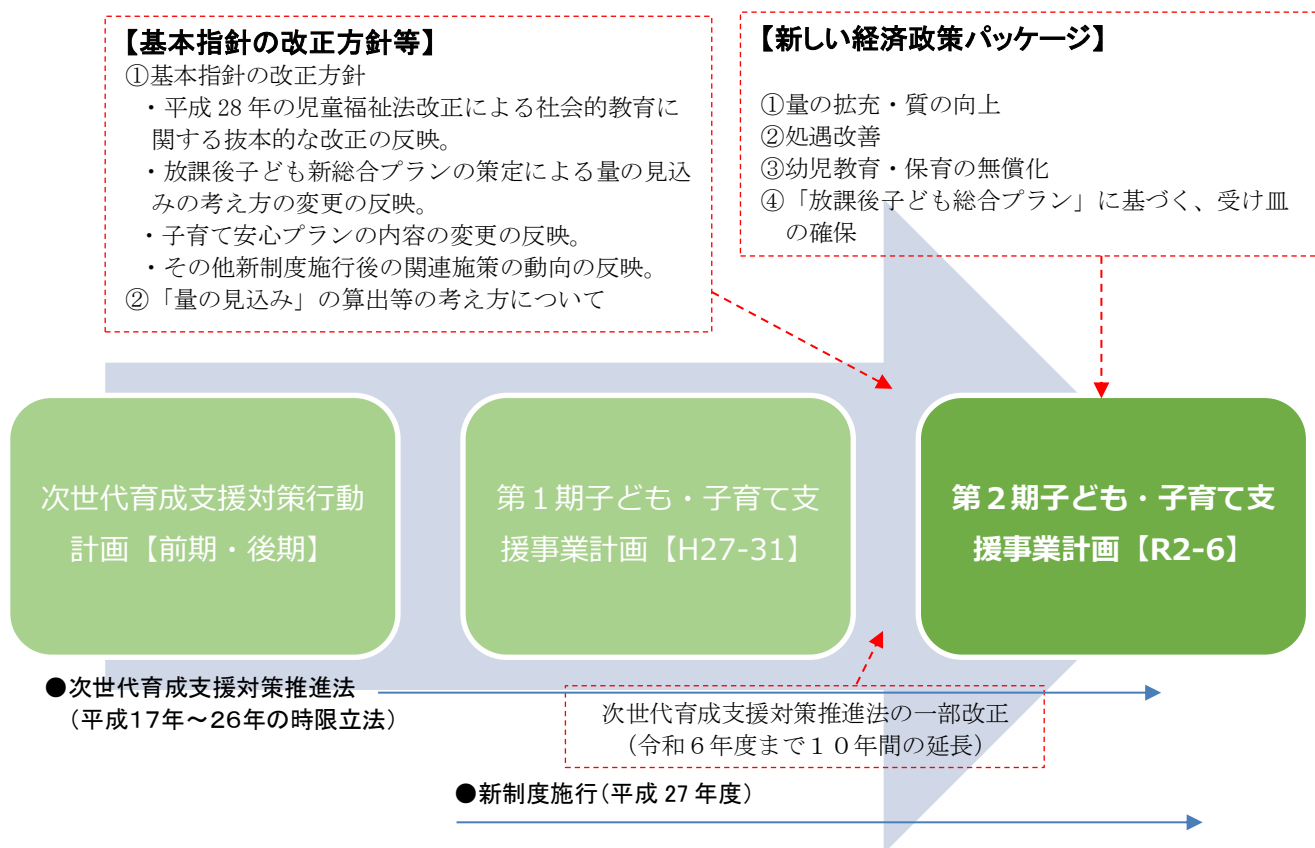 【基本指針の改正方針等】
①基本指針の改正方針
・平成 28 年の児童福祉法改正による社会的教育に
関する抜本的な改正の反映。
・放課後子ども新総合プランの策定による量の見込
みの考え方の変更の反映。
・子育て安心プランの内容の変更の反映。
・その他新制度施行後の関連施策の動向の反映。
②「量の見込み」の算出等の考え方について
【新しい経済政策パッケージ】
①量の拡充・質の向上
②処遇改善
③幼児教育・保育の無償化
④「放課後子ども総合プラン」に基づく、受け皿
の確保
次世代育成支援対策行動
計画【前期・後期】
第１期子ども・子育て支
援事業計画【H27-31】
第２期子ども・子育て支
援事業計画【R2-6】
●次世代育成支援対策推進法
（平成17年～26年の時限立法）
次世代育成支援対策推進法の一部改正
（令和６年度まで１０年間の延長）
●新制度施行（平成 27 年度）